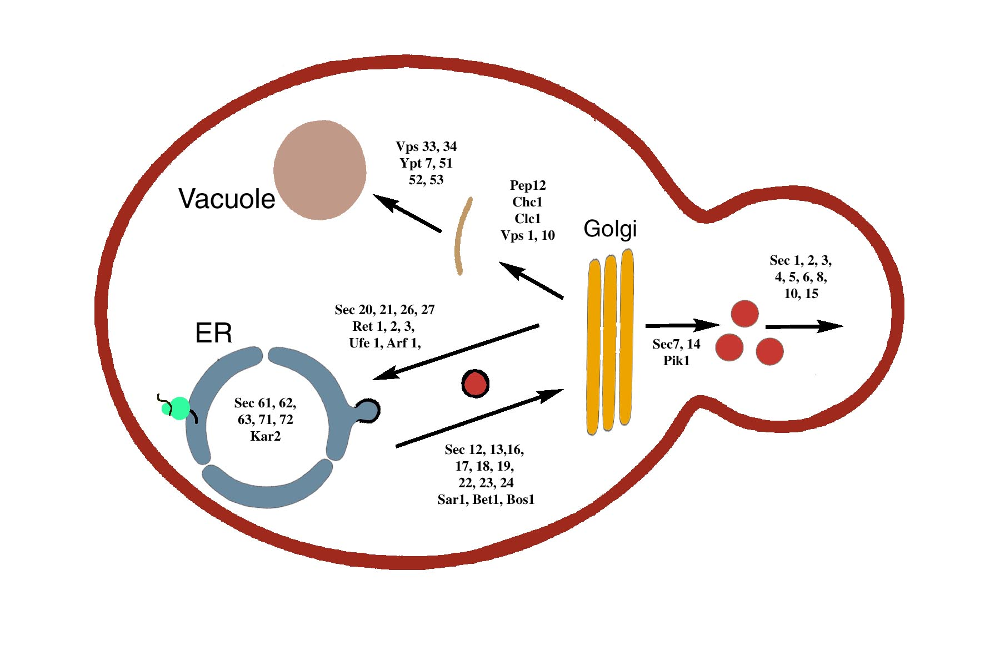 Vps 33, 34
Ypt 7, 51
52, 53
Vacuole
Pep12
Chc1
Clc1
Vps 1, 10
Golgi
Sec 1, 2, 3,
4, 5, 6, 8,
10, 15
Sec 20, 21, 26, 27
Ret 1, 2, 3,
Ufe 1, Arf 1,
ER
Sec7, 14
Pik1
Sec 61, 62,
63, 71, 72
Kar2
Sec 12, 13,16,
17, 18, 19,
22, 23, 24
Sar1, Bet1, Bos1